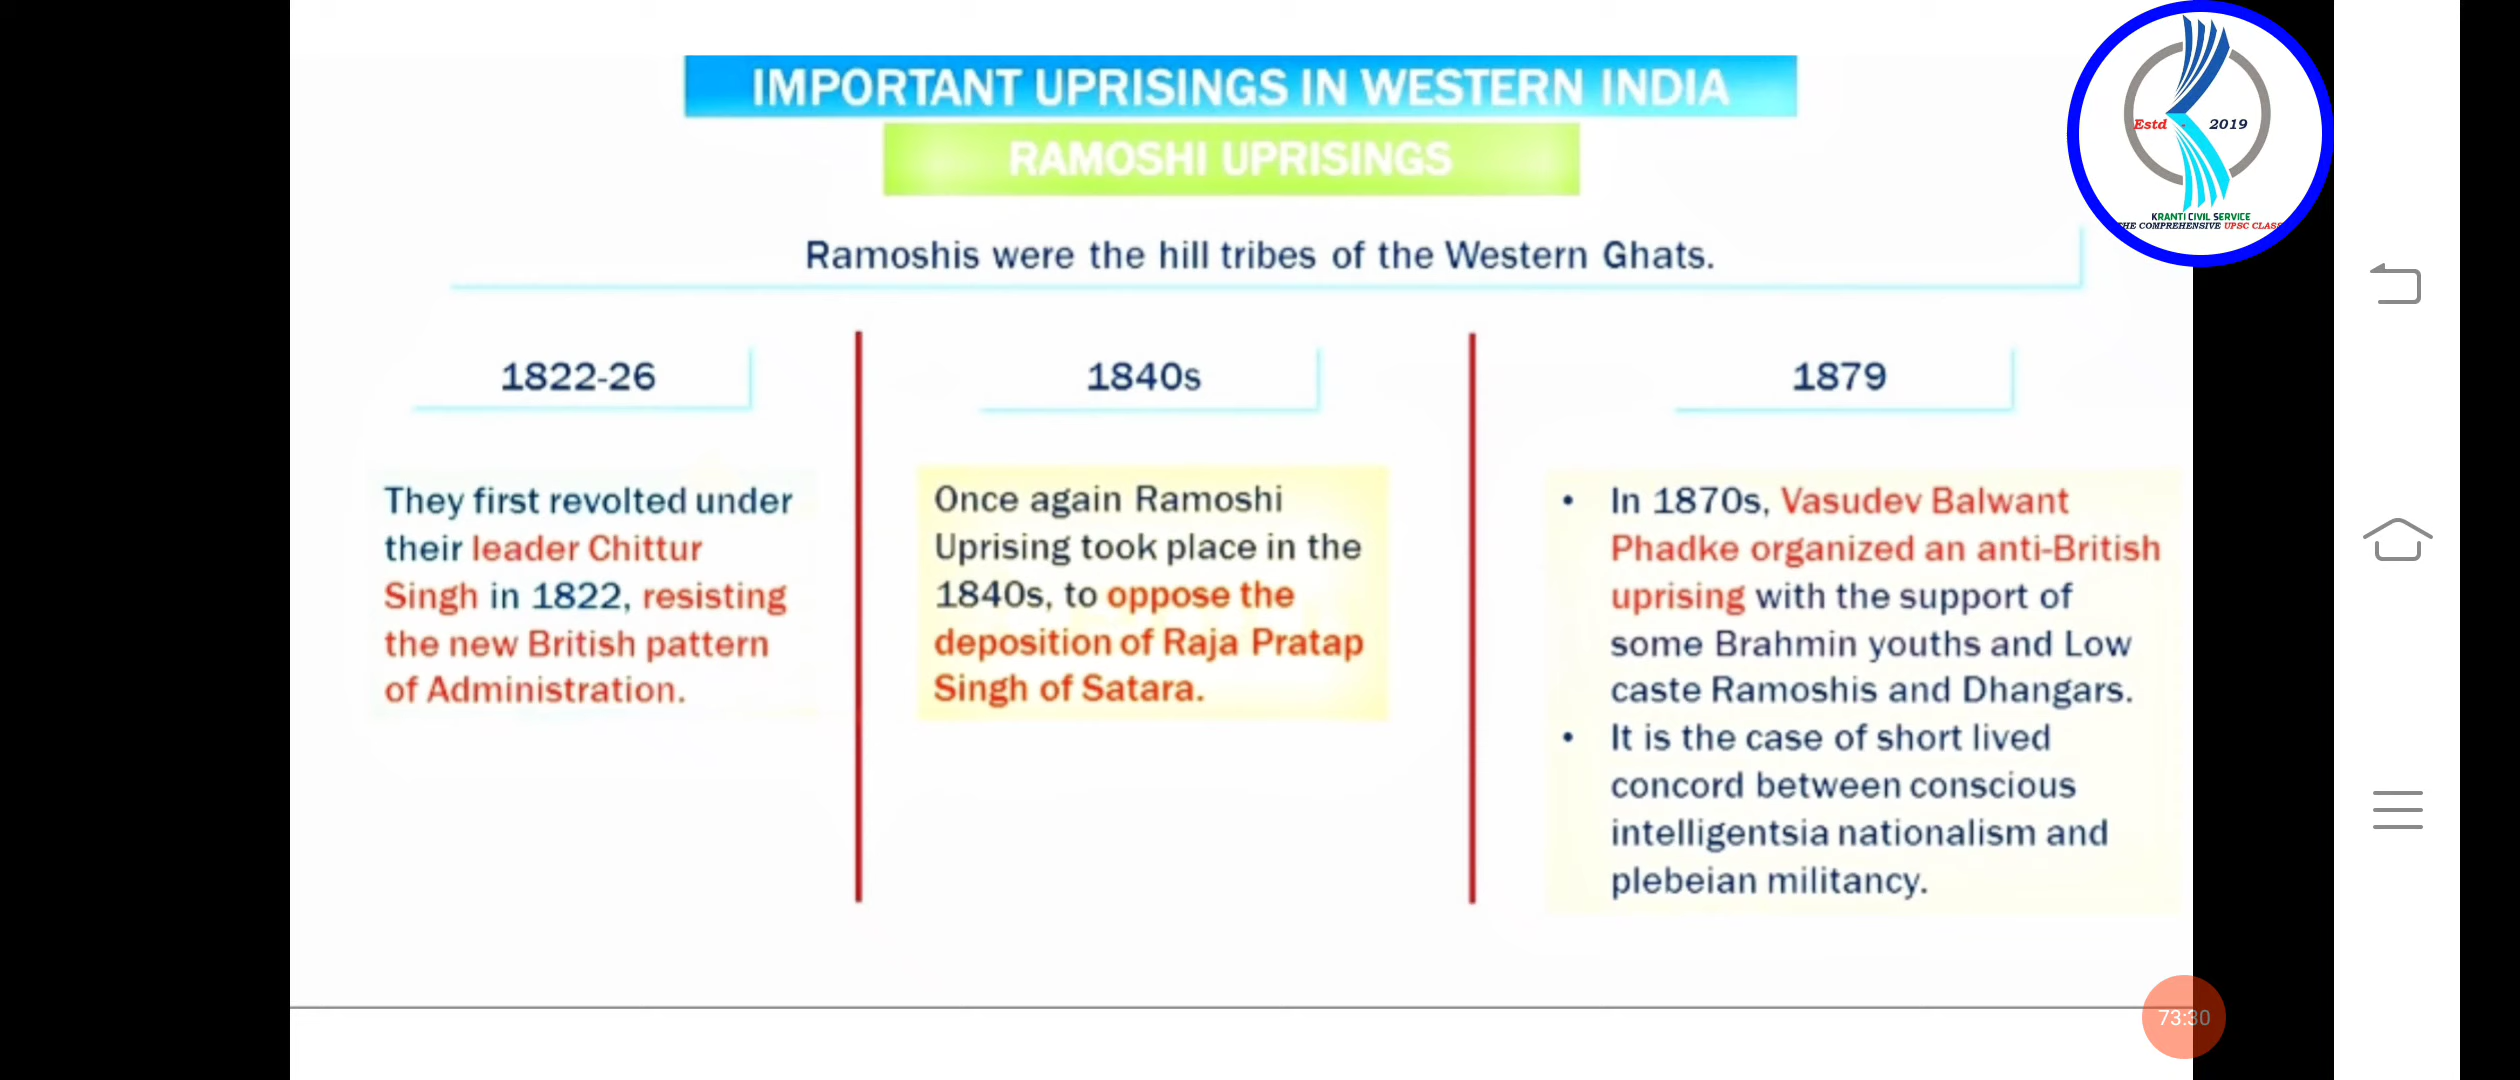 IMPORTANT UPRISINGS IN WESTERN INDIA
RAMOSHI UPRISINGS
Estd - 2019
KRANTI CIVIL SERVICE
THE COMPREHENSIVE UPSC CLASS
Ramoshis were the hill tribes of the Western Ghats.
1822-26
They first revolted under
their leader Chittur
Singh in 1822, resisting
the new British pattern
of Administration.
1840s
Once again Ramoshi
Uprising took place in the
1840s, to oppose the
deposition of Raja Pratap
Singh of Satara.
1879
• In 1870s, Vasudev Balwant
Phadke organized an anti-British
uprising with the support of
some Brahmin youths and Low
caste Ramoshis and Dhangars.
• It is the case of short lived
concord between conscious
intelligentsia nationalism and
plebeian militancy.
73:30